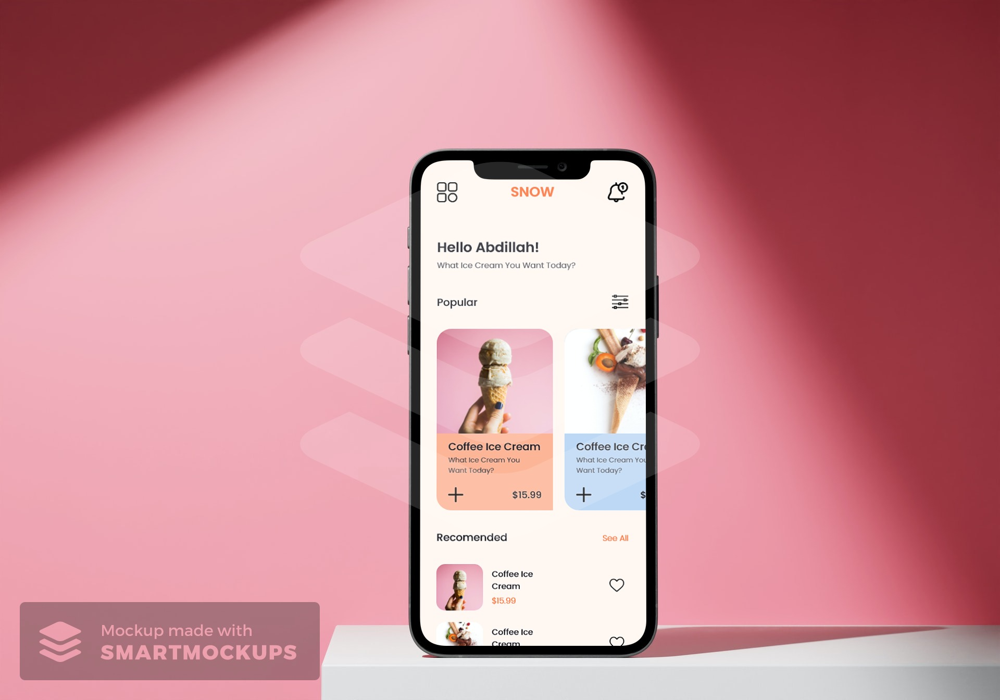 SNOW
1
Hello Abdillah!
What Ice Cream You Want Today?
Popular
Coffee Ice Cream
What Ice Cream You
Want Today?
$15.99
Coffee Ice Cr
What Ice Cream You
Want Today?
$
Recomended
See All
Coffee Ice
Cream
$15.99
Coffee Ice
Cream
Mockup made with
SMARTMOCKUPS